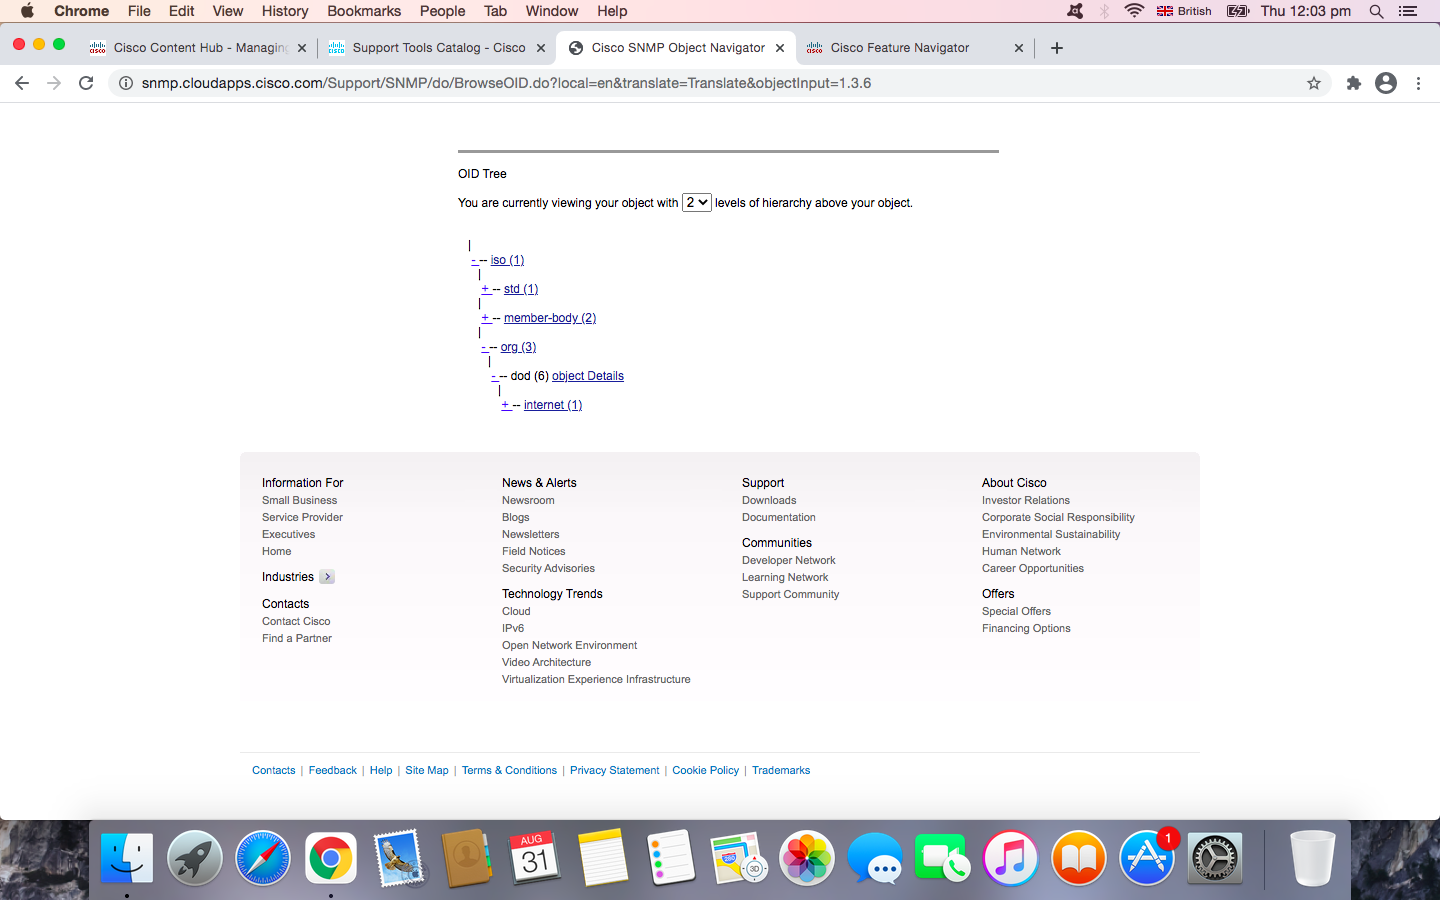 Chrome File Edit View History Bookmarks People Tab Window Help British Thu 12:03 pm
Cisco Content Hub - Managing Support Tools Catalog - Cisco Cisco SNMP Object Navigator Cisco Feature Navigator
snmp.cloudapps.cisco.com/Support/SNMP/do/BrowseOID.do?local=en&translate=Translate&objectInput=1.3.6
OID Tree
You are currently viewing your object with 2 levels of hierarchy above your object.
|
- -- iso (1)
|
+ -- std (1)
|
+ -- member-body (2)
|
- -- org (3)
|
- -- dod (6) object Details
|
+ -- internet (1)
Information For
Small Business
Service Provider
Executives
Home
Industries
Contacts
Contact Cisco
Find a Partner
News & Alerts
Newsroom
Blogs
Newsletters
Field Notices
Security Advisories
Technology Trends
Cloud
IPv6
Open Network Environment
Video Architecture
Virtualization Experience Infrastructure
Support
Downloads
Documentation
Communities
Developer Network
Learning Network
Support Community
About Cisco
Investor Relations
Corporate Social Responsibility
Environmental Sustainability
Human Network
Career Opportunities
Offers
Special Offers
Financing Options
Contacts | Feedback | Help | Site Map | Terms & Conditions | Privacy Statement | Cookie Policy | Trademarks
AUG
31
280
3D
1